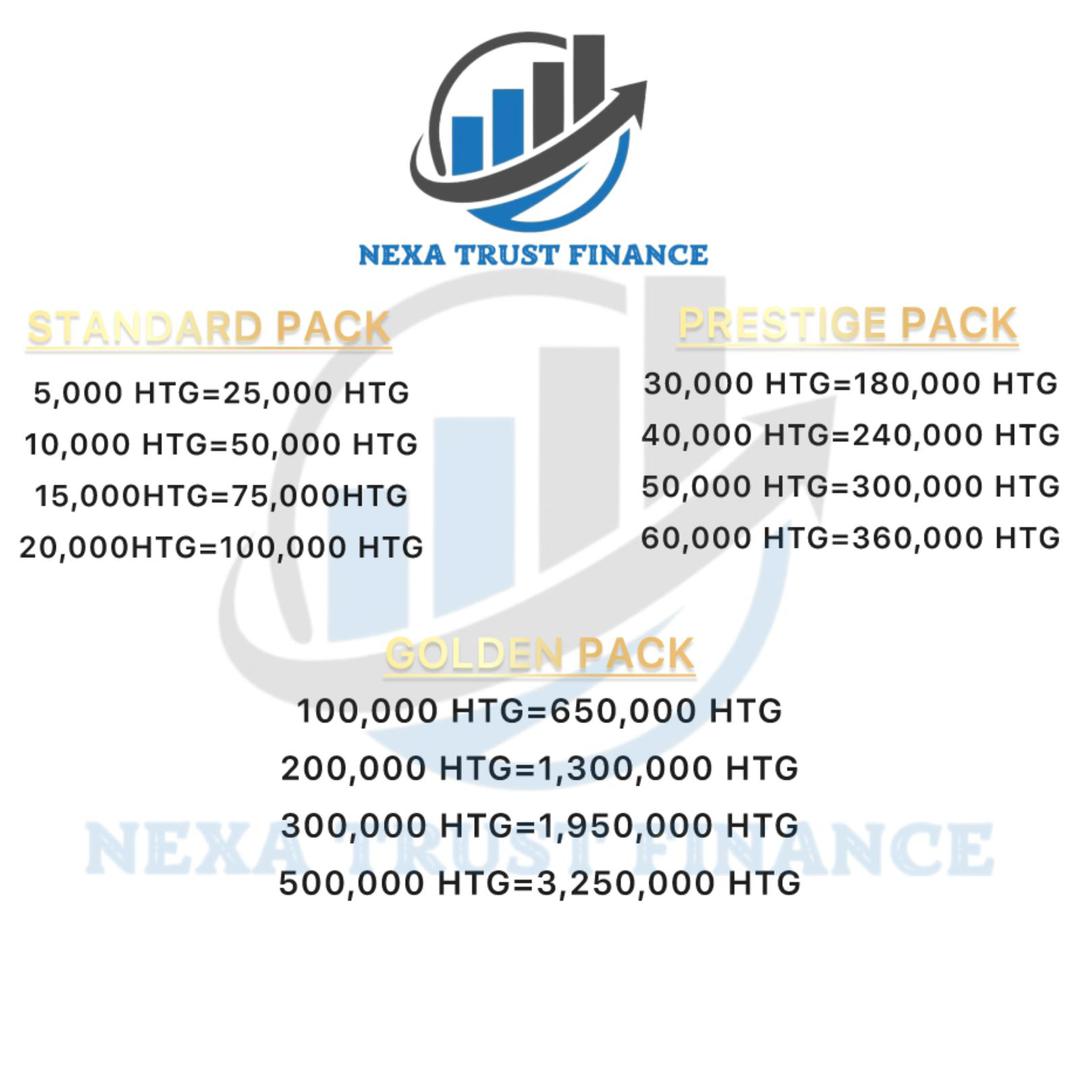 NEXA TRUST FINANCE
STANDARD PACK
5,000 HTG=25,000 HTG
10,000 HTG=50,000 HTG
15,000HTG=75,000HTG
20,000HTG=100,000 HTG
PRESTIGE PACK
30,000 HTG=180,000 HTG
40,000 HTG=240,000 HTG
50,000 HTG=300,000 HTG
60,000 HTG=360,000 HTG
GOLDEN PACK
100,000 HTG=650,000 HTG
200,000 HTG=1,300,000 HTG
300,000 HTG=1,950,000 HTG
NEXA TRUST FINANCE
500,000 HTG=3,250,000 HTG